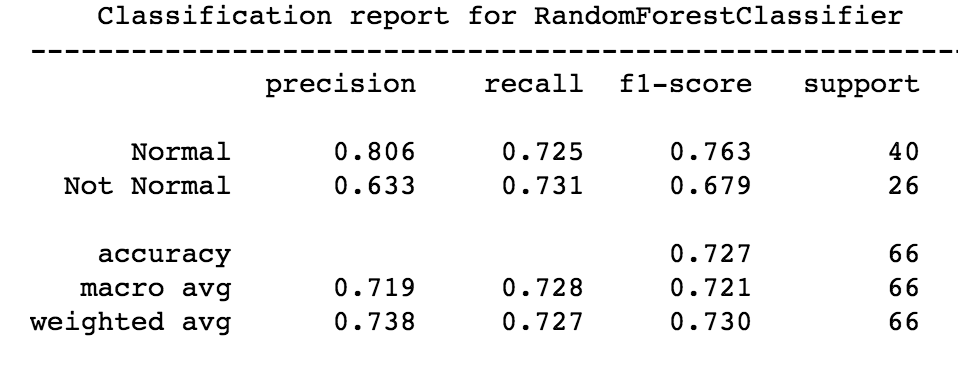 Classification report for RandomForestClassifier
--------------------------------------------------------
precision recall f1-score support
Normal 0.806 0.725 0.763 40
Not Normal 0.633 0.731 0.679 26
accuracy 0.727 66
macro avg 0.719 0.728 0.721 66
weighted avg 0.738 0.727 0.730 66